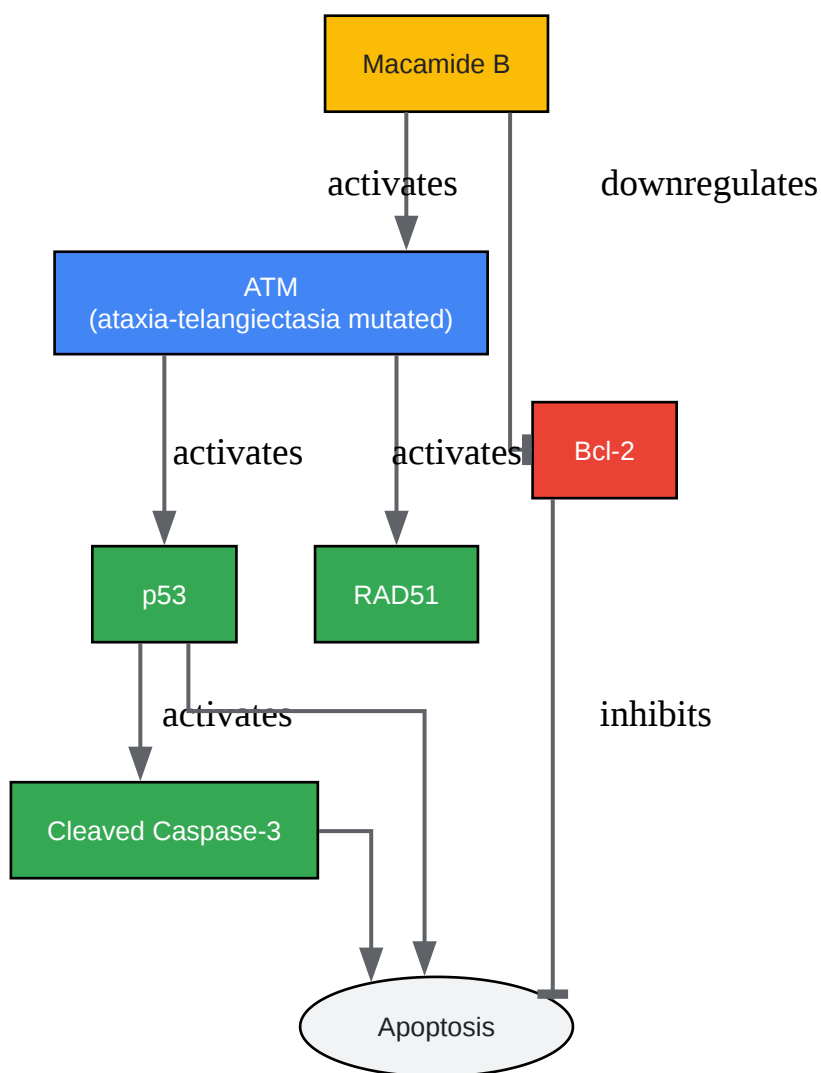 Macamide B
activates
downregulates
ATM
(ataxia-telangiectasia mutated)
activates
activates
Bcl-2
p53
RAD51
activates
inhibits
Cleaved Caspase-3
Apoptosis